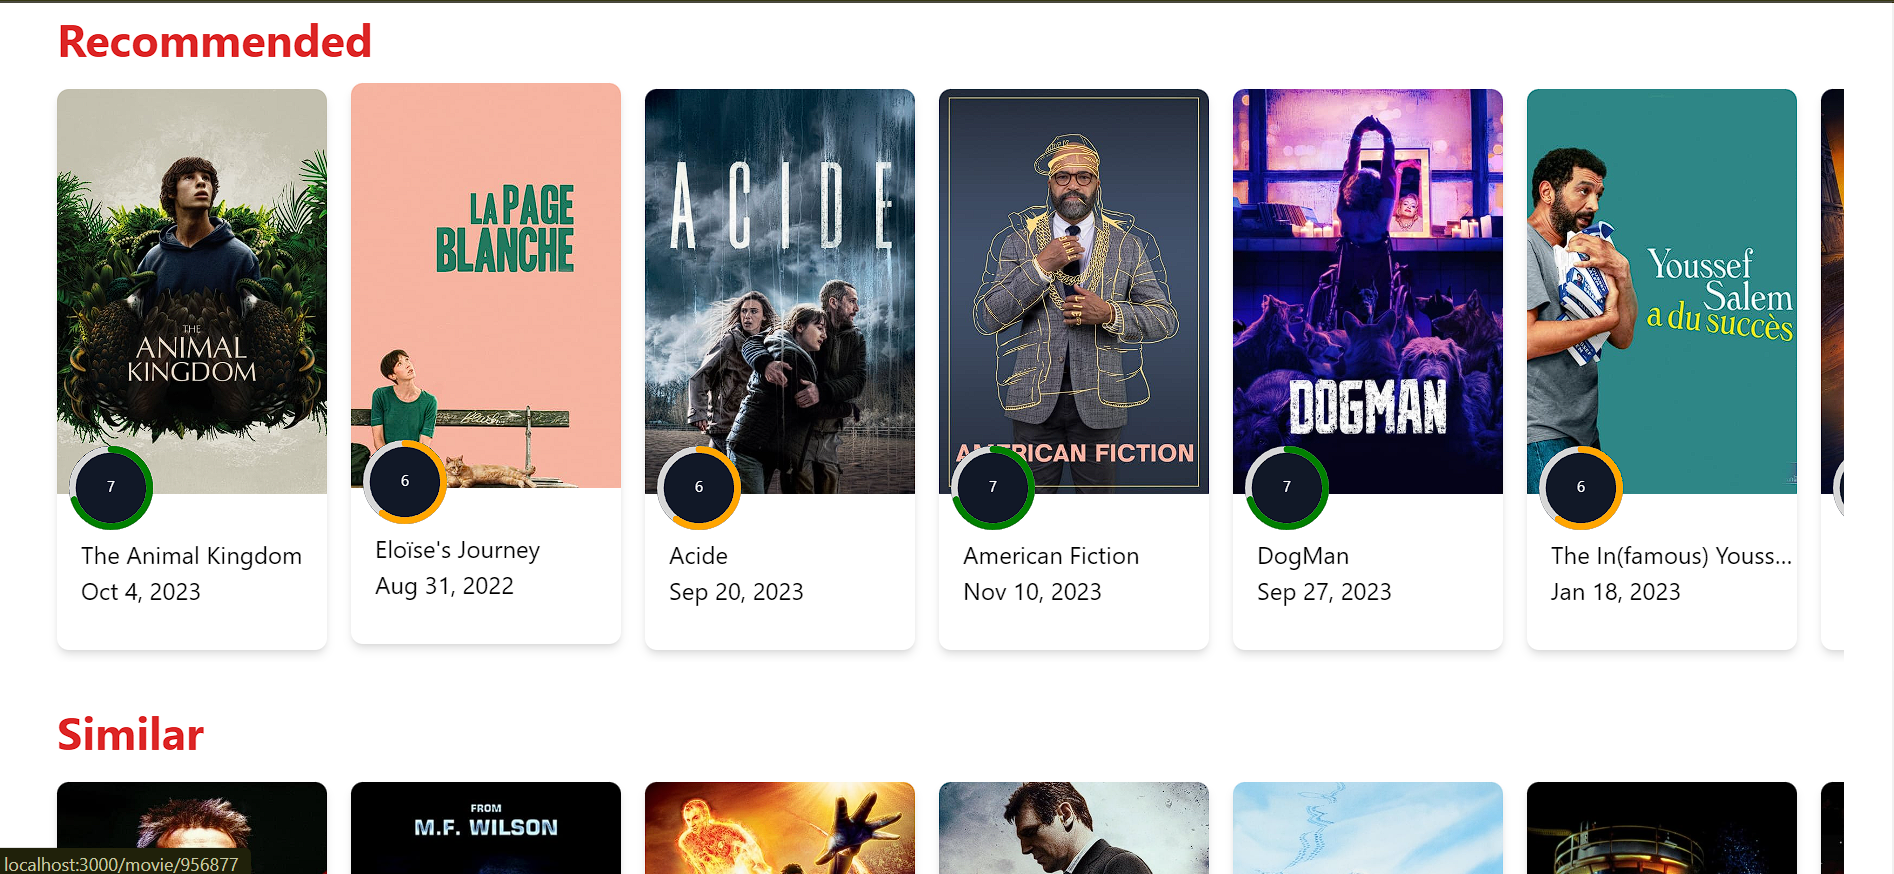 Recommended
THE
ANIMAL
KINGDOM
7
The Animal Kingdom
Oct 4, 2023
LA PAGE
BLANCHE
6
Eloïse's Journey
Aug 31, 2022
ACIDE
6
Acide
Sep 20, 2023
AMERICAN FICTION
7
American Fiction
Nov 10, 2023
DOGMAN
7
DogMan
Sep 27, 2023
Youssef
Salem
a du succès
6
The In(famous) Youss...
Jan 18, 2023
Similar
FROM
M.F. WILSON
localhost:3000/movie/956877